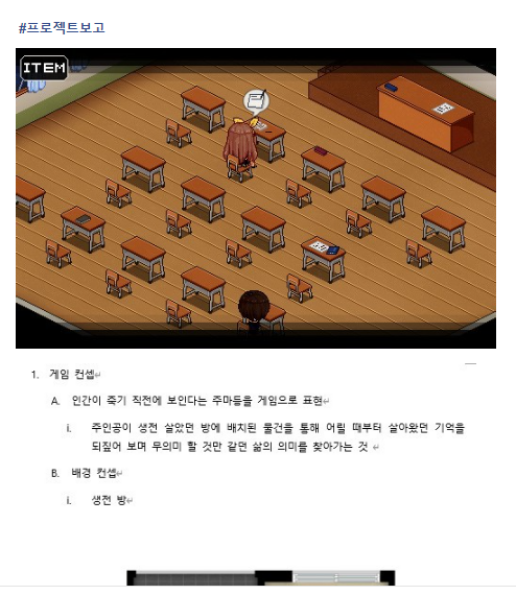 #프로젝트보고
ITEM
1. 게임 컨셉
A. 인간이 죽기 직전에 보인다는 주마등을 게임으로 표현
i. 주인공이 생전 살았던 방에 배치된 물건을 통해 어릴 때부터 살아왔던 기억을
되짚어 보며 무의미 할 것만 같던 삶의 의미를 찾아가는 것
B. 배경 컨셉
i. 생전 방